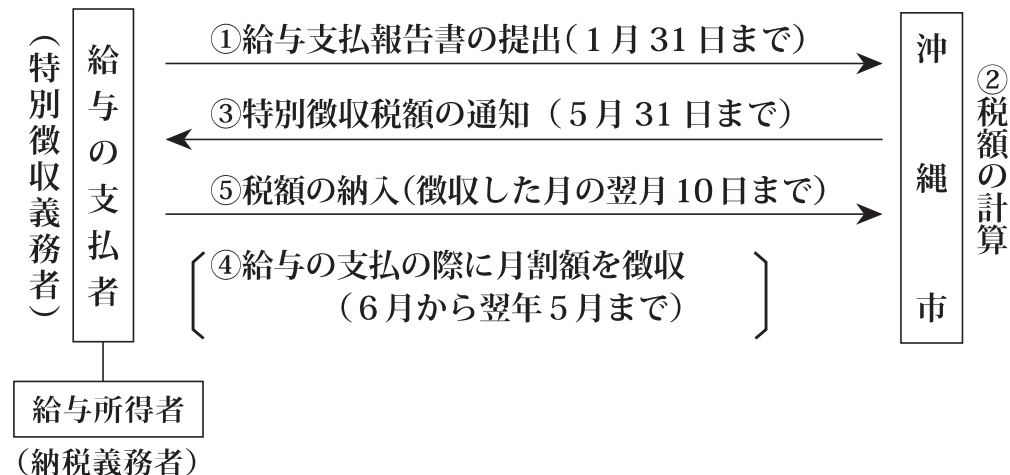 (特別徴収義務者)
給与の支払者
①給与支払報告書の提出(1月31日まで)
③特別徴収税額の通知(5月31日まで)
⑤税額の納入(徴収した月の翌月10日まで)
④給与の支払の際に月割額を徴収
(6月から翌年5月まで)
沖縄市
②税額の計算
給与所得者
(納税義務者)